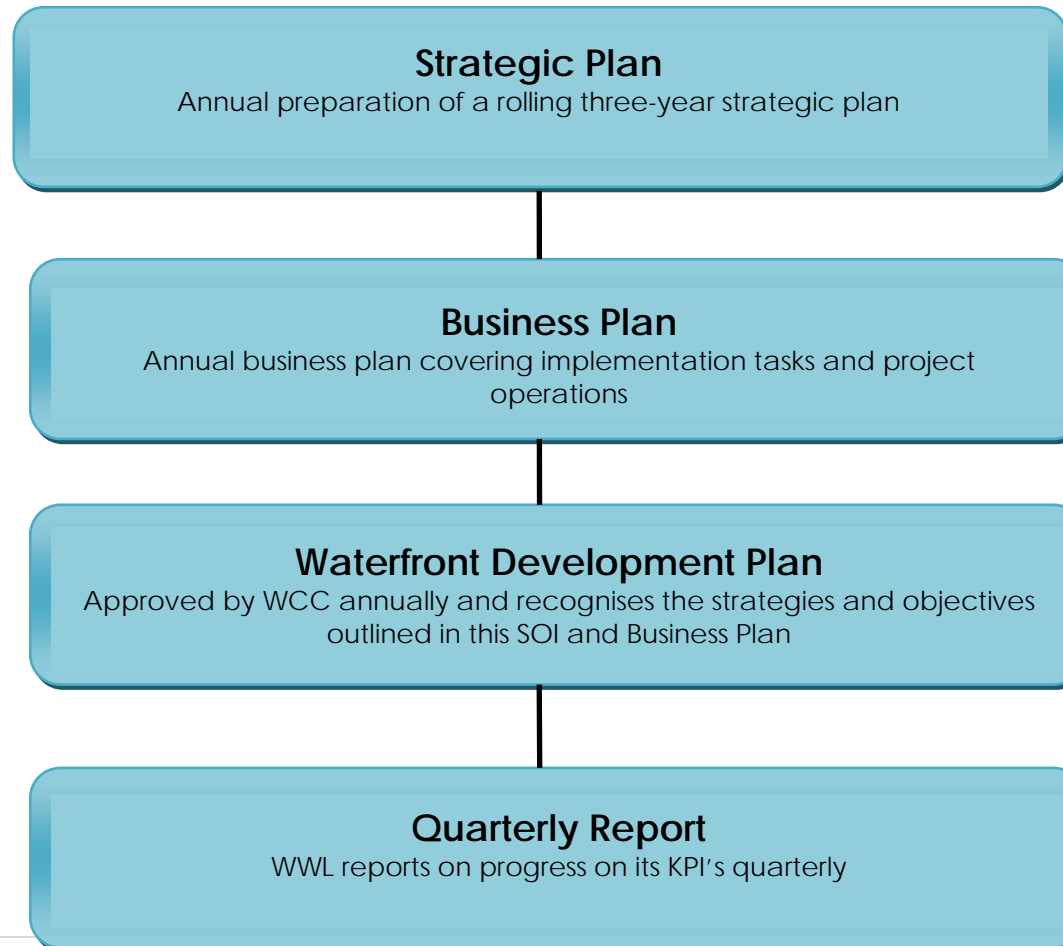 Strategic Plan
Annual preparation of a rolling three-year strategic plan
Business Plan
Annual business plan covering implementation tasks and project
operations
Waterfront Development Plan
Approved by WCC annually and recognises the strategies and objectives
outlined in this SOI and Business Plan
Quarterly Report
WWL reports on progress on its KPI's quarterly